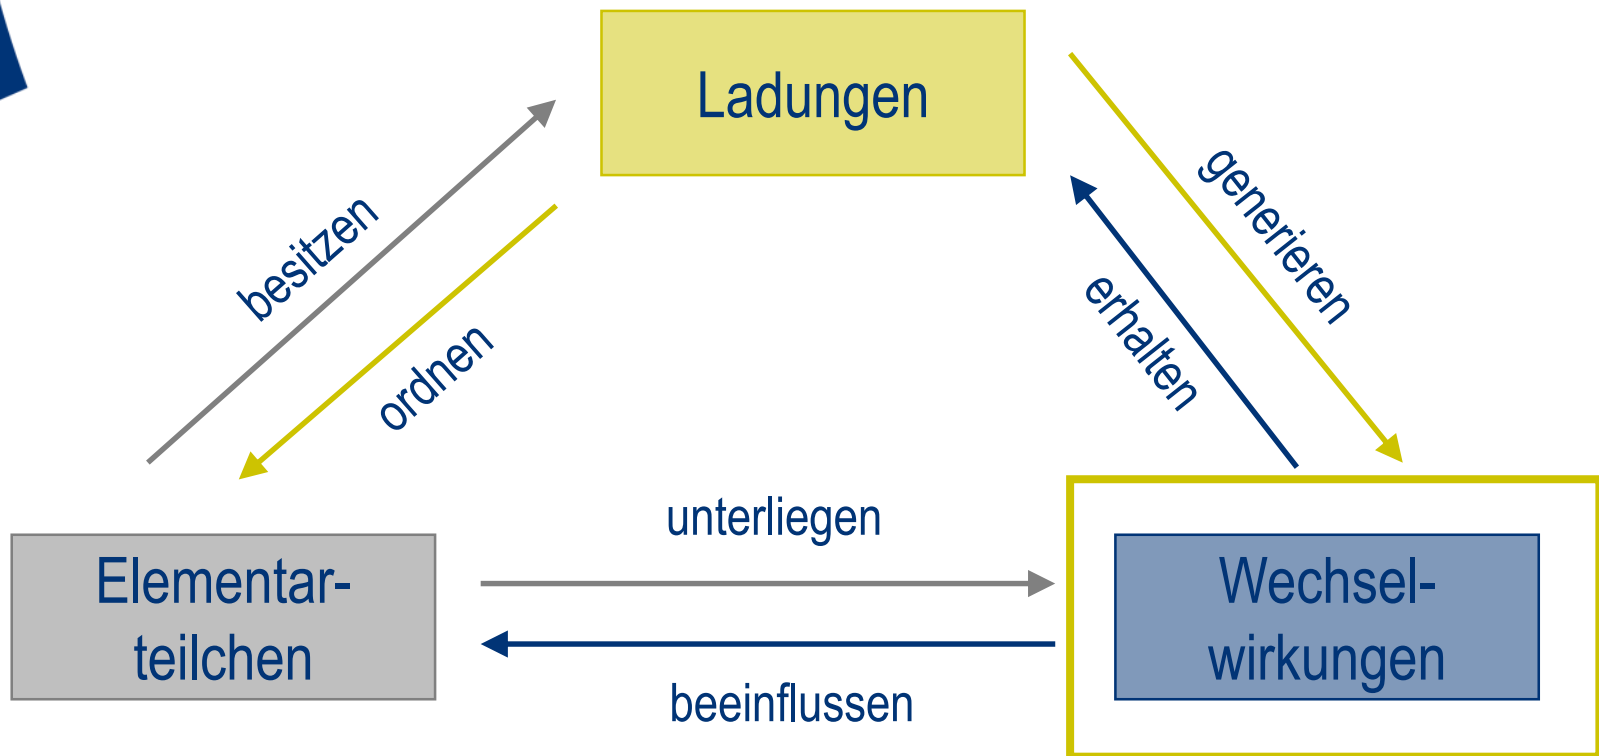 Ladungen
besitzen
ordnen
generieren
erhalten
unterliegen
Elementar-
teilchen
Wechsel-
wirkungen
beeinflussen